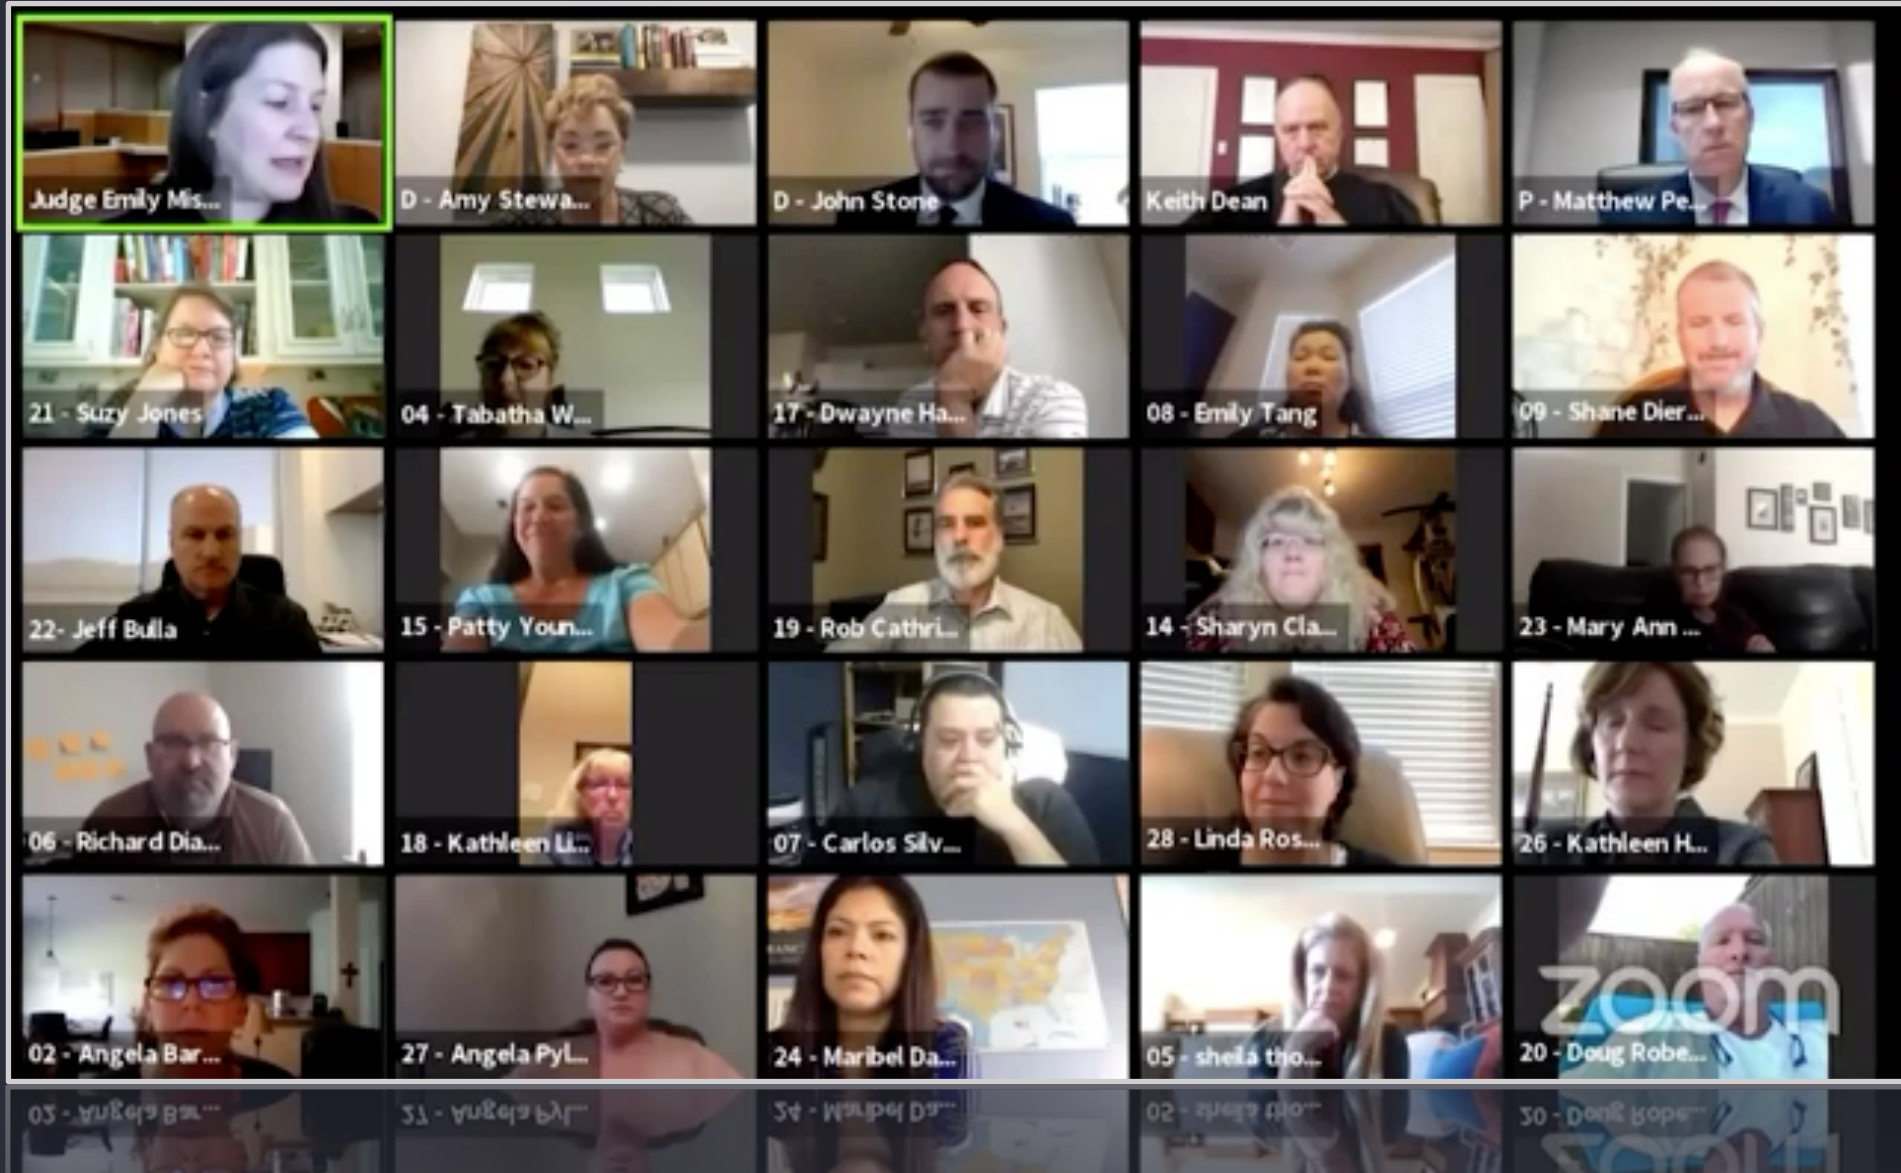 Judge Emily Mis...
D - Amy Stewa...
D - John Stone
Keith Dean
P - Matthew Pe...
21 - Suzy Jones
04 - Tabatha W...
17 - Dwayne Ha...
08 - Emily Tang
09 - Shane Dier...
22- Jeff Bulla
15 - Patty Youn...
19 - Rob Cathri...
14 - Sharyn Cla...
23 - Mary Ann ...
06 - Richard Dia...
18 - Kathleen Li...
07 - Carlos Silv...
28 - Linda Ros...
26 - Kathleen H...
02 - Angela Bar...
27 - Angela Pyl...
24 - Maribel Da...
05 - sheila tho...
zoom
20 - Doug Robe...